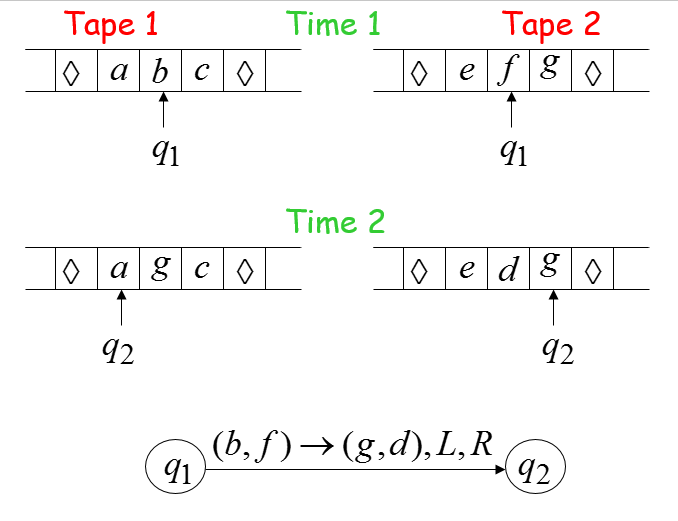 Tape 1 Time 1 Tape 2
◊ a b c ◊ ◊ e f g ◊
q₁ q₁
Time 2
◊ a g c ◊ ◊ e d g ◊
q₂ q₂
(b, f) → (g, d), L, R
q₁ q₂